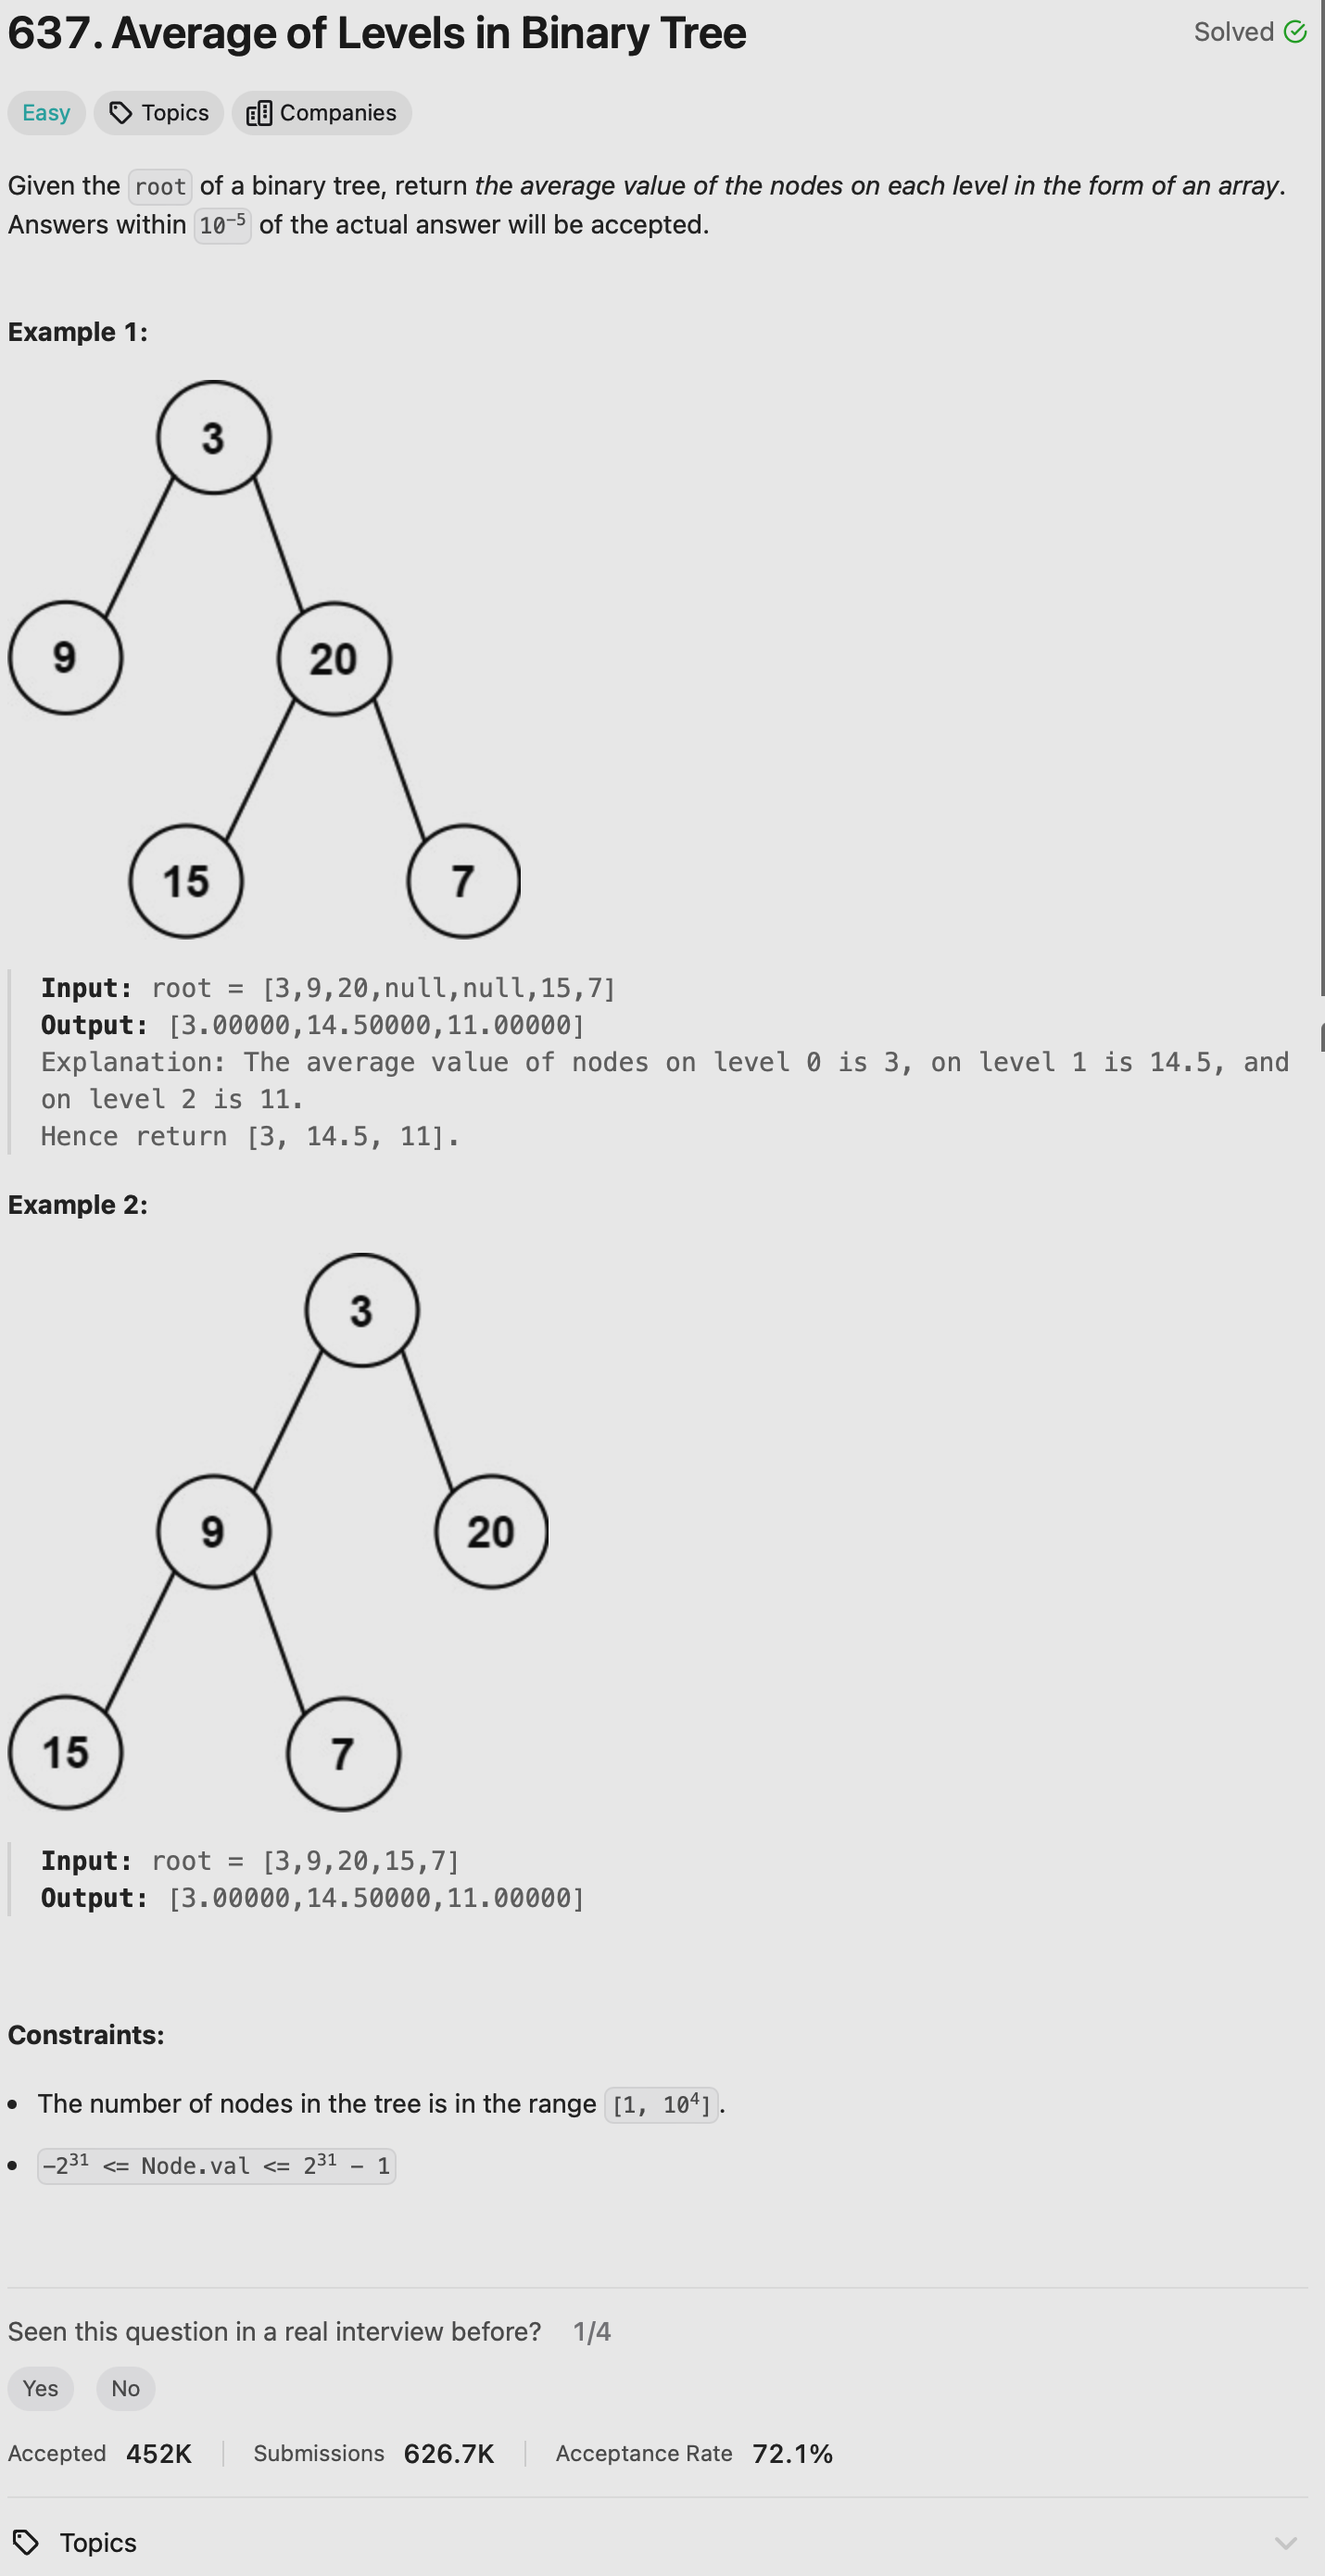 637. Average of Levels in Binary Tree
Solved
Easy
Topics
Companies
Given the root of a binary tree, return the average value of the nodes on each level in the form of an array.
Answers within 10⁻⁵ of the actual answer will be accepted.
Example 1:
3
9
20
15
7
Input: root = [3,9,20,null,null,15,7]
Output: [3.00000,14.50000,11.00000]
Explanation: The average value of nodes on level 0 is 3, on level 1 is 14.5, and
on level 2 is 11.
Hence return [3, 14.5, 11].
Example 2:
3
9
20
15
7
Input: root = [3,9,20,15,7]
Output: [3.00000,14.50000,11.00000]
Constraints:
• The number of nodes in the tree is in the range [1, 10⁴].
• −2³¹ <= Node.val <= 2³¹ − 1
Seen this question in a real interview before? 1/4
Yes
No
Accepted 452K
Submissions 626.7K
Acceptance Rate 72.1%
Topics